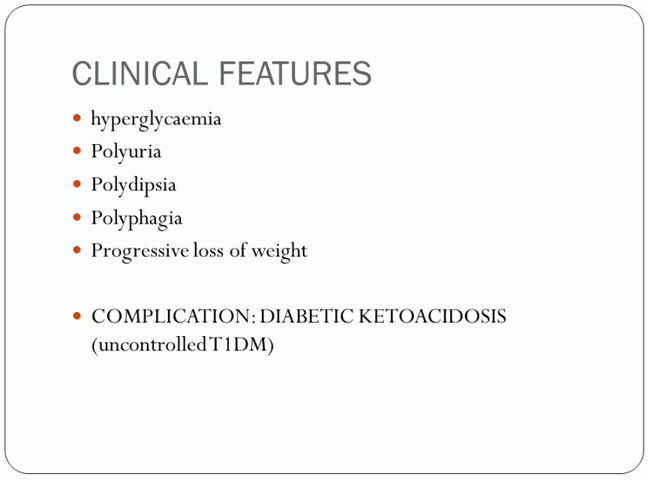 CLINICAL FEATURES
• hyperglycaemia
• Polyuria
• Polydipsia
• Polyphagia
• Progressive loss of weight
• COMPLICATION: DIABETIC KETOACIDOSIS
(uncontrolled T1DM)